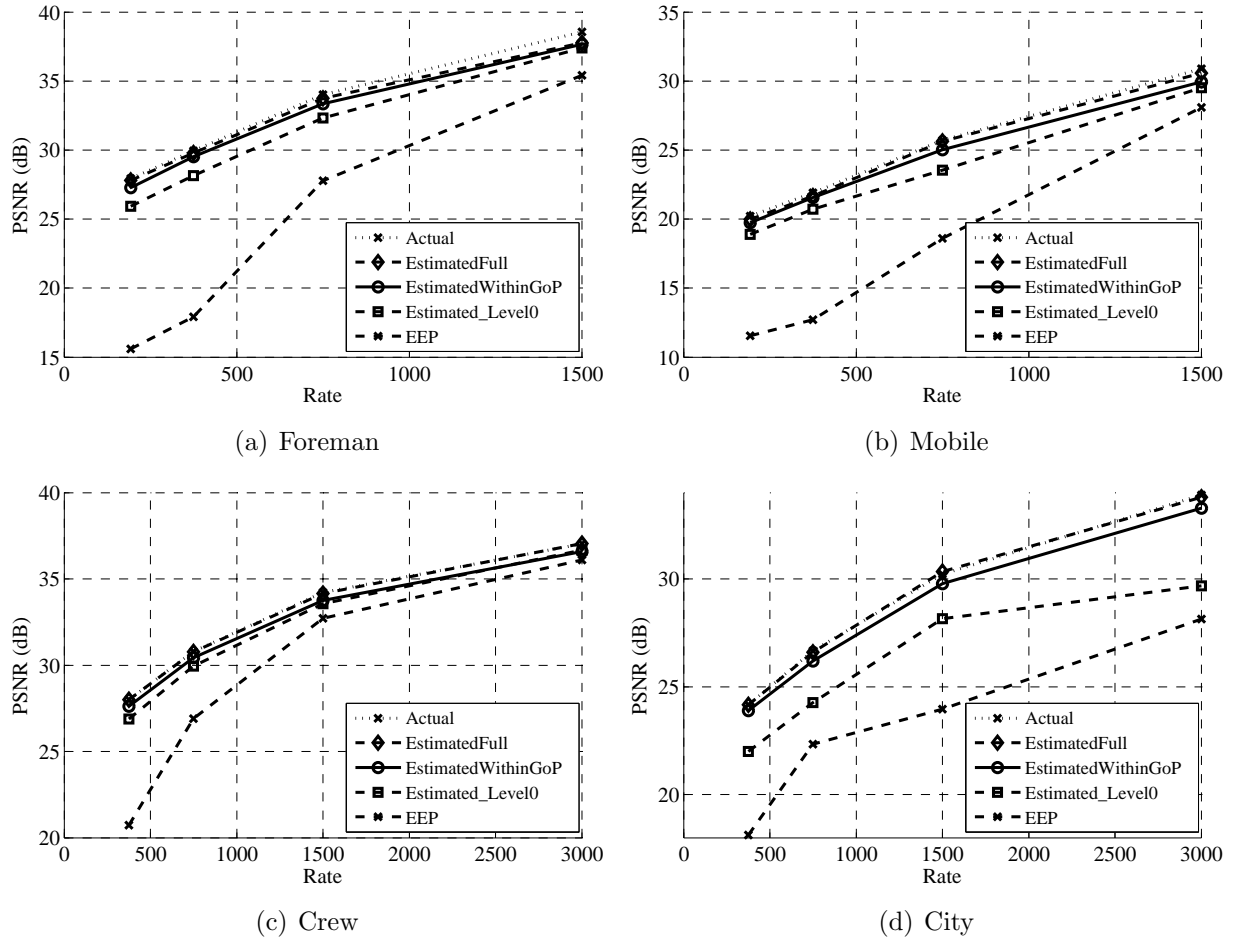 40
35
30
25
20
15
PSNR (dB)
0 500 1000 1500
Rate
Actual
EstimatedFull
EstimatedWithinGoP
Estimated_Level0
EEP
(a) Foreman
35
30
25
20
15
10
PSNR (dB)
0 500 1000 1500
Rate
Actual
EstimatedFull
EstimatedWithinGoP
Estimated_Level0
EEP
(b) Mobile
40
35
30
25
20
PSNR (dB)
0 500 1000 1500 2000 2500 3000
Rate
Actual
EstimatedFull
EstimatedWithinGoP
Estimated_Level0
EEP
(c) Crew
30
25
20
PSNR (dB)
0 500 1000 1500 2000 2500 3000
Rate
Actual
EstimatedFull
EstimatedWithinGoP
Estimated_Level0
EEP
(d) City